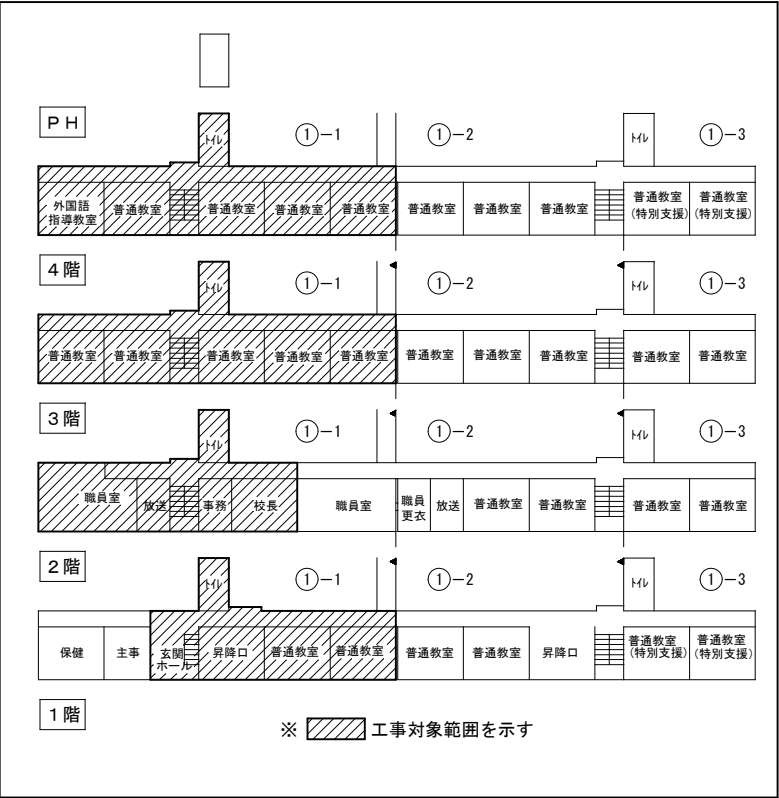 PH
トイレ ①-1 ①-2 トイレ ①-3
外国語
指導教室 普通教室 普通教室 普通教室 普通教室 普通教室 普通教室 普通教室 普通教室
(特別支援) 普通教室
(特別支援)
4階
トイレ ①-1 ①-2 トイレ ①-3
普通教室 普通教室 普通教室 普通教室 普通教室 普通教室 普通教室 普通教室 普通教室 普通教室
3階
トイレ ①-1 ①-2 トイレ ①-3
職員室 放送 事務 校長 職員室 職員
更衣 放送 普通教室 普通教室 普通教室 普通教室
2階
トイレ ①-1 ①-2 トイレ ①-3
保健 主事 玄関
ホール 昇降口 普通教室 普通教室 普通教室 普通教室 昇降口 普通教室
(特別支援) 普通教室
(特別支援)
1階
※ 工事対象範囲を示す